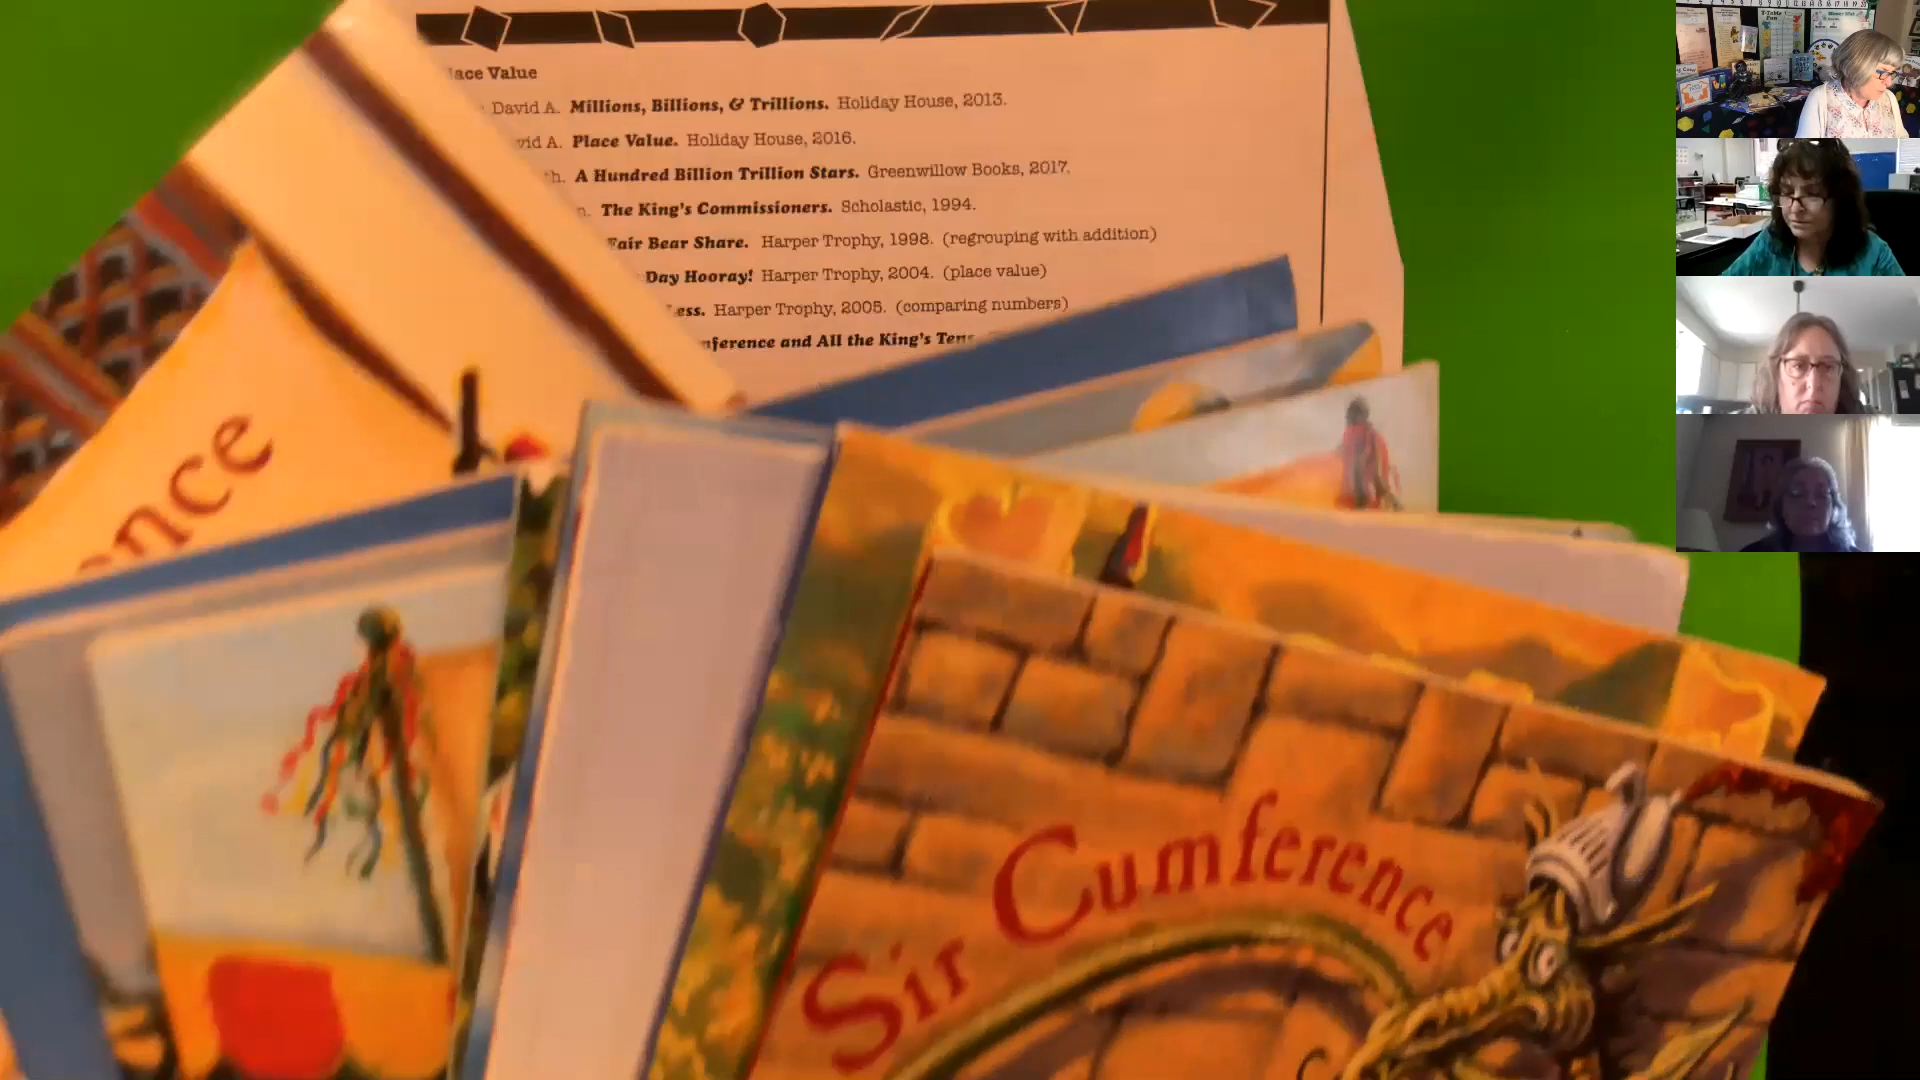 lace Value
David A. Millions, Billions, & Trillions. Holiday House, 2013.
vid A. Place Value. Holiday House, 2016.
h. A Hundred Billion Trillion Stars. Greenwillow Books, 2017.
n. The King's Commissioners. Scholastic, 1994.
Fair Bear Share. Harper Trophy, 1998. (regrouping with addition)
Day Hooray! Harper Trophy, 2004. (place value)
ess. Harper Trophy, 2005. (comparing numbers)
nference and All the King's Tens
ence
Sir Cumference